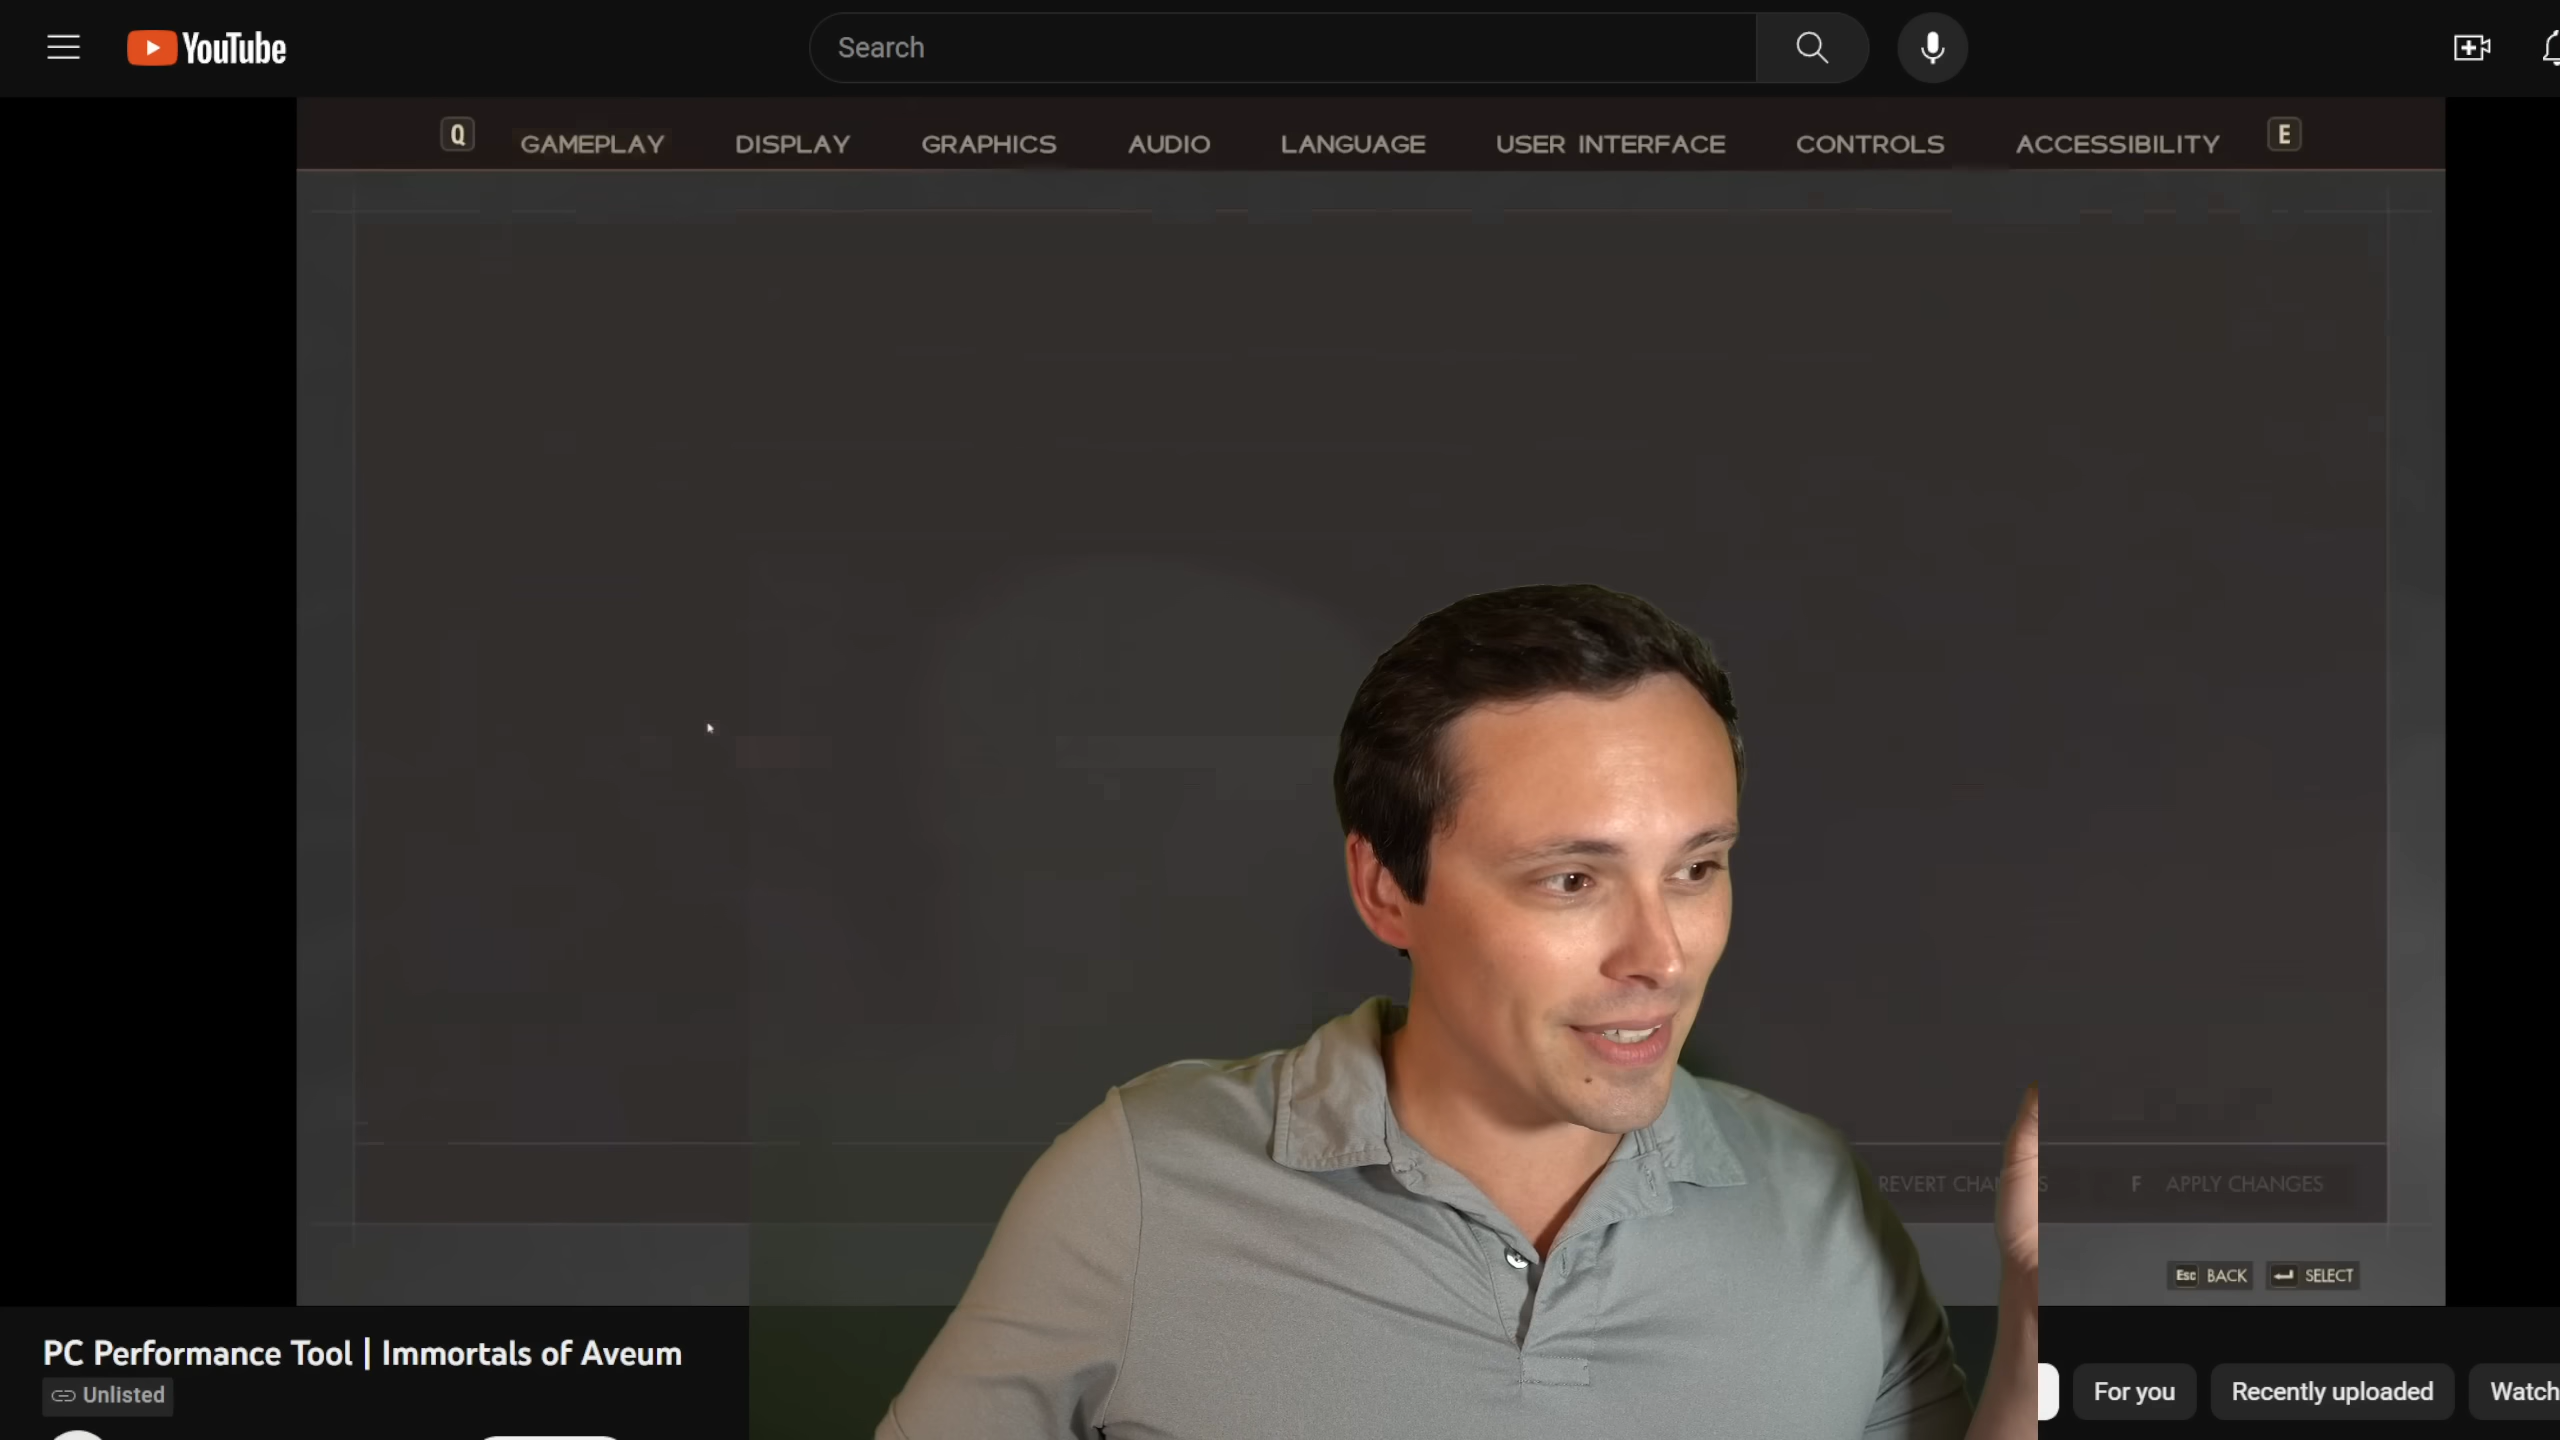 YouTube
Search
Q GAMEPLAY DISPLAY GRAPHICS AUDIO LANGUAGE USER INTERFACE CONTROLS ACCESSIBILITY E
REVERT F APPLY CHANGES
Esc BACK SELECT
PC Performance Tool | Immortals of Aveum
Unlisted
For you Recently uploaded Watch